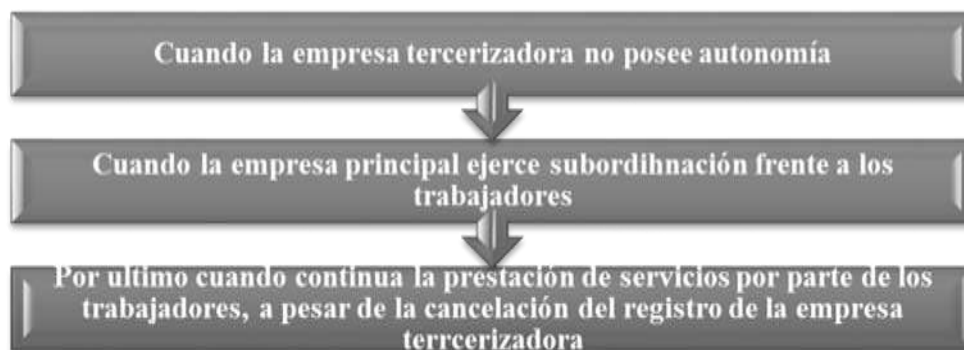 Cuando la empresa tercerizadora no posee autonomía
Cuando la empresa principal ejerce subordihnación frente a los
trabajadores
Por ultimo cuando continua la prestación de servicios por parte de los
trabajadores, a pesar de la cancelación del registro de la empresa
terrcerizadora